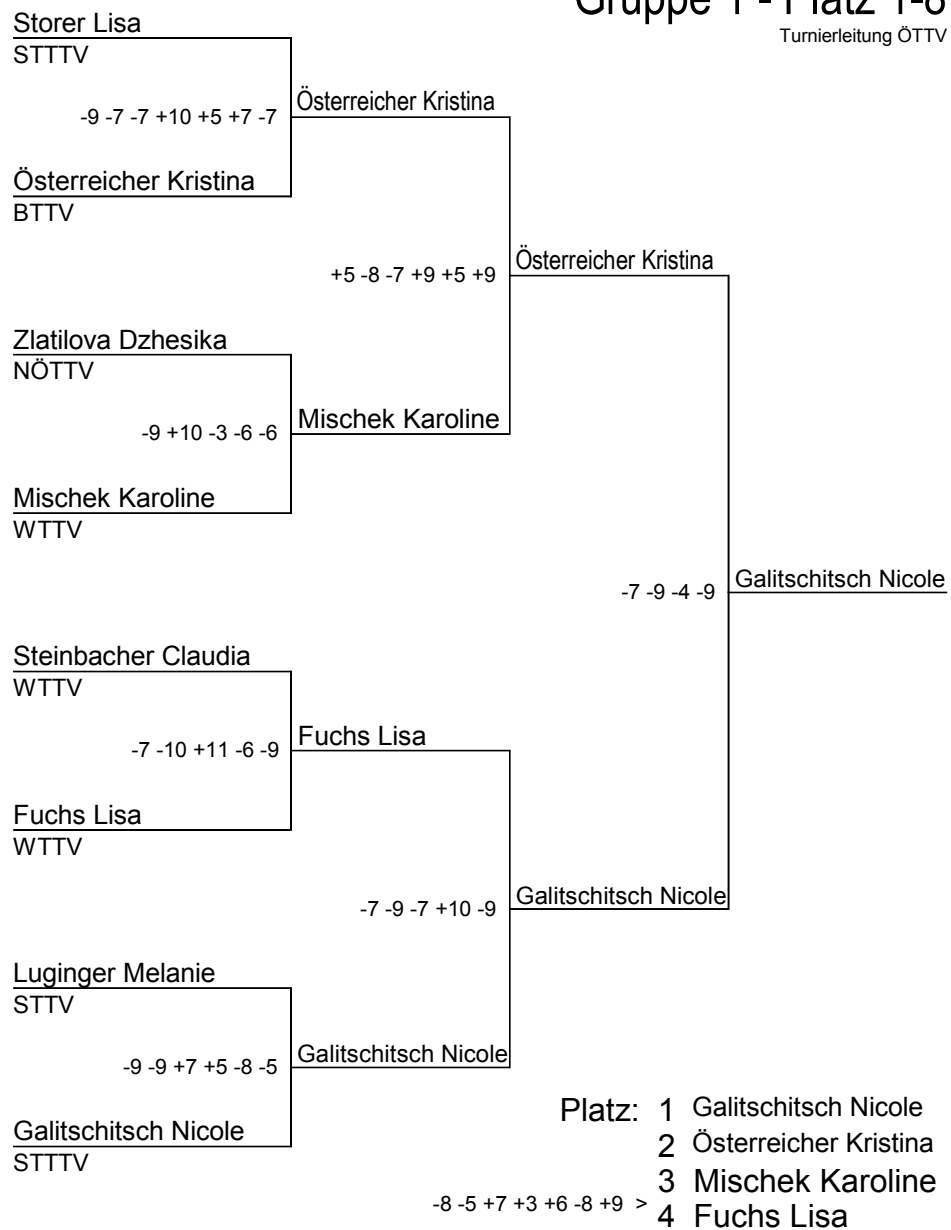 Gruppe 1 - Platz 1-8
Turnierleitung ÖTTV
Storer Lisa
STTTV
-9 -7 -7 +10 +5 +7 -7
Österreicher Kristina
Österreicher Kristina
BTTV
+5 -8 -7 +9 +5 +9
Österreicher Kristina
Zlatilova Dzhesika
NÖTTV
-9 +10 -3 -6 -6
Mischek Karoline
Mischek Karoline
WTTV
-7 -9 -4 -9
Galitschitsch Nicole
Steinbacher Claudia
WTTV
-7 -10 +11 -6 -9
Fuchs Lisa
Fuchs Lisa
WTTV
-7 -9 -7 +10 -9
Galitschitsch Nicole
Luginger Melanie
STTV
-9 -9 +7 +5 -8 -5
Galitschitsch Nicole
Galitschitsch Nicole
STTTV
Platz: 1 Galitschitsch Nicole
2 Österreicher Kristina
3 Mischek Karoline
-8 -5 +7 +3 +6 -8 +9 >
4 Fuchs Lisa